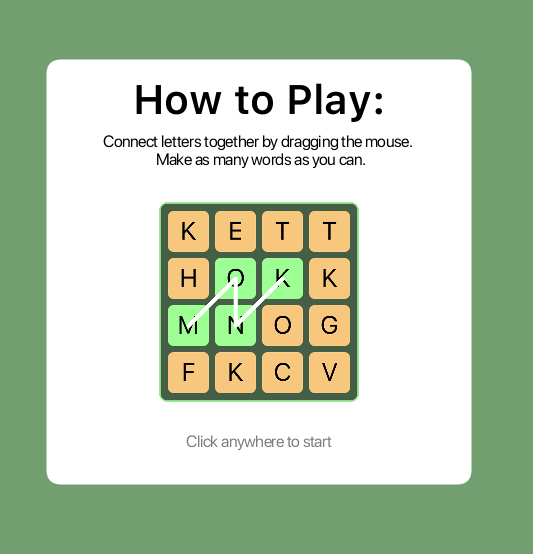 How to Play:
Connect letters together by dragging the mouse.
Make as many words as you can.
K E T T
H O K K
M N O G
F K C V
Click anywhere to start